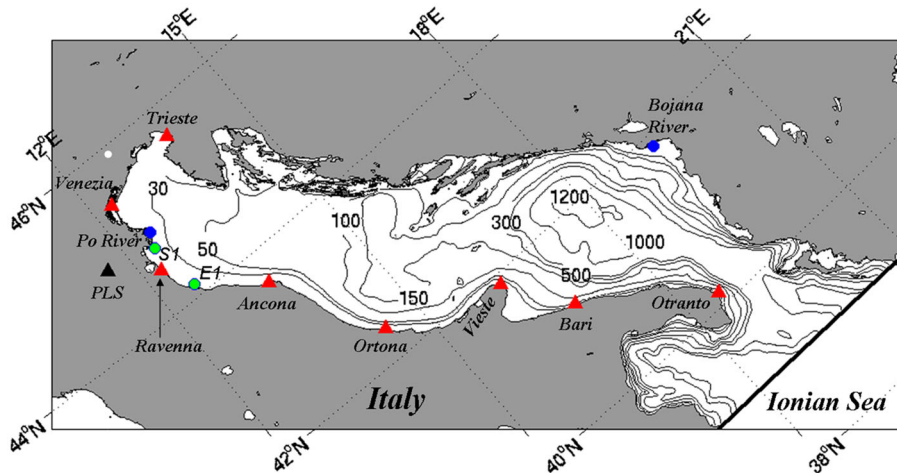 15°E
18°E
21°E
Trieste
Bojana
River
12°E
46°N
Venezia
30
1200
100
300
Po River
S1
50
1000
PLS
E1
500
Ancona
150
Vieste
Otranto
Bari
Ravenna
Ortona
Italy
Ionian Sea
44°N
42°N
40°N
38°N